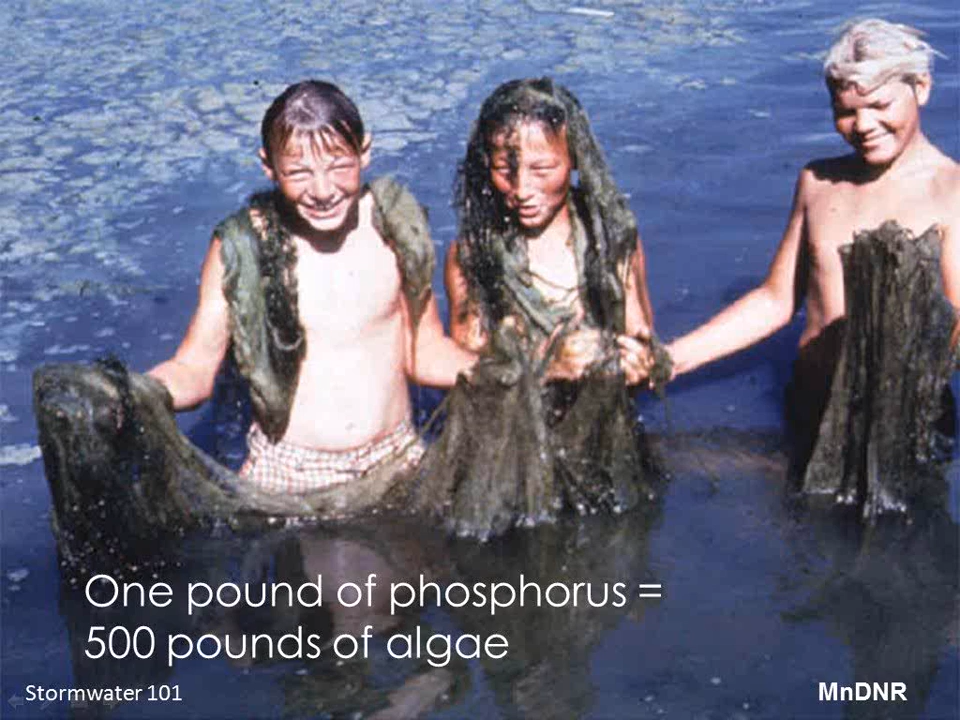 One pound of phosphorus =
500 pounds of algae
Stormwater 101
MnDNR